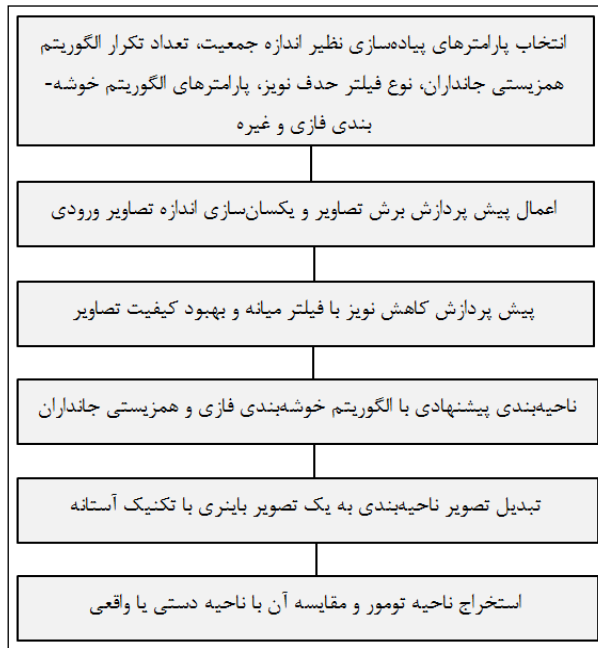 انتخاب پارامترهای پیاده‌سازی نظیر اندازه جمعیت، تعداد تکرار الگوریتم
همزیستی جانداران، نوع فیلتر حذف نویز، پارامترهای الگوریتم خوشه-
بندی فازی و غیره
اعمال پیش پردازش برش تصاویر و یکسان‌سازی اندازه تصاویر ورودی
پیش پردازش کاهش نویز با فیلتر میانه و بهبود کیفیت تصاویر
ناحیه‌بندی پیشنهادی با الگوریتم خوشه‌بندی فازی و همزیستی جانداران
تبدیل تصویر ناحیه‌بندی به یک تصویر باینری با تکنیک آستانه
استخراج ناحیه تومور و مقایسه آن با ناحیه دستی یا واقعی